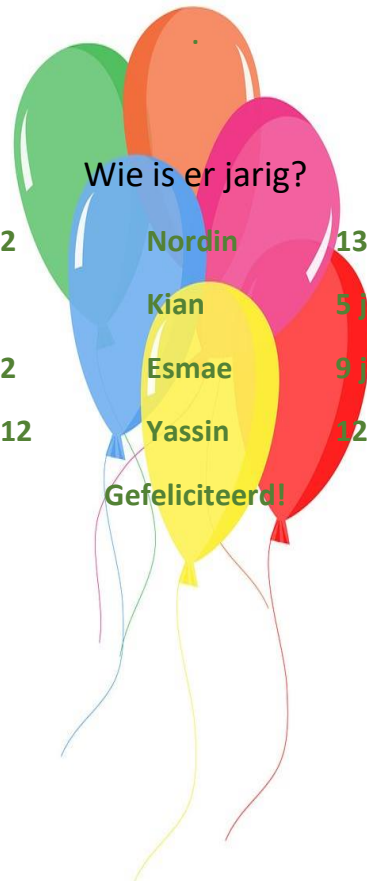 .
Wie is er jarig?
2 Nordin 13
Kian 5 j
2 Esmae 9 j
12 Yassin 12
Gefeliciteerd!